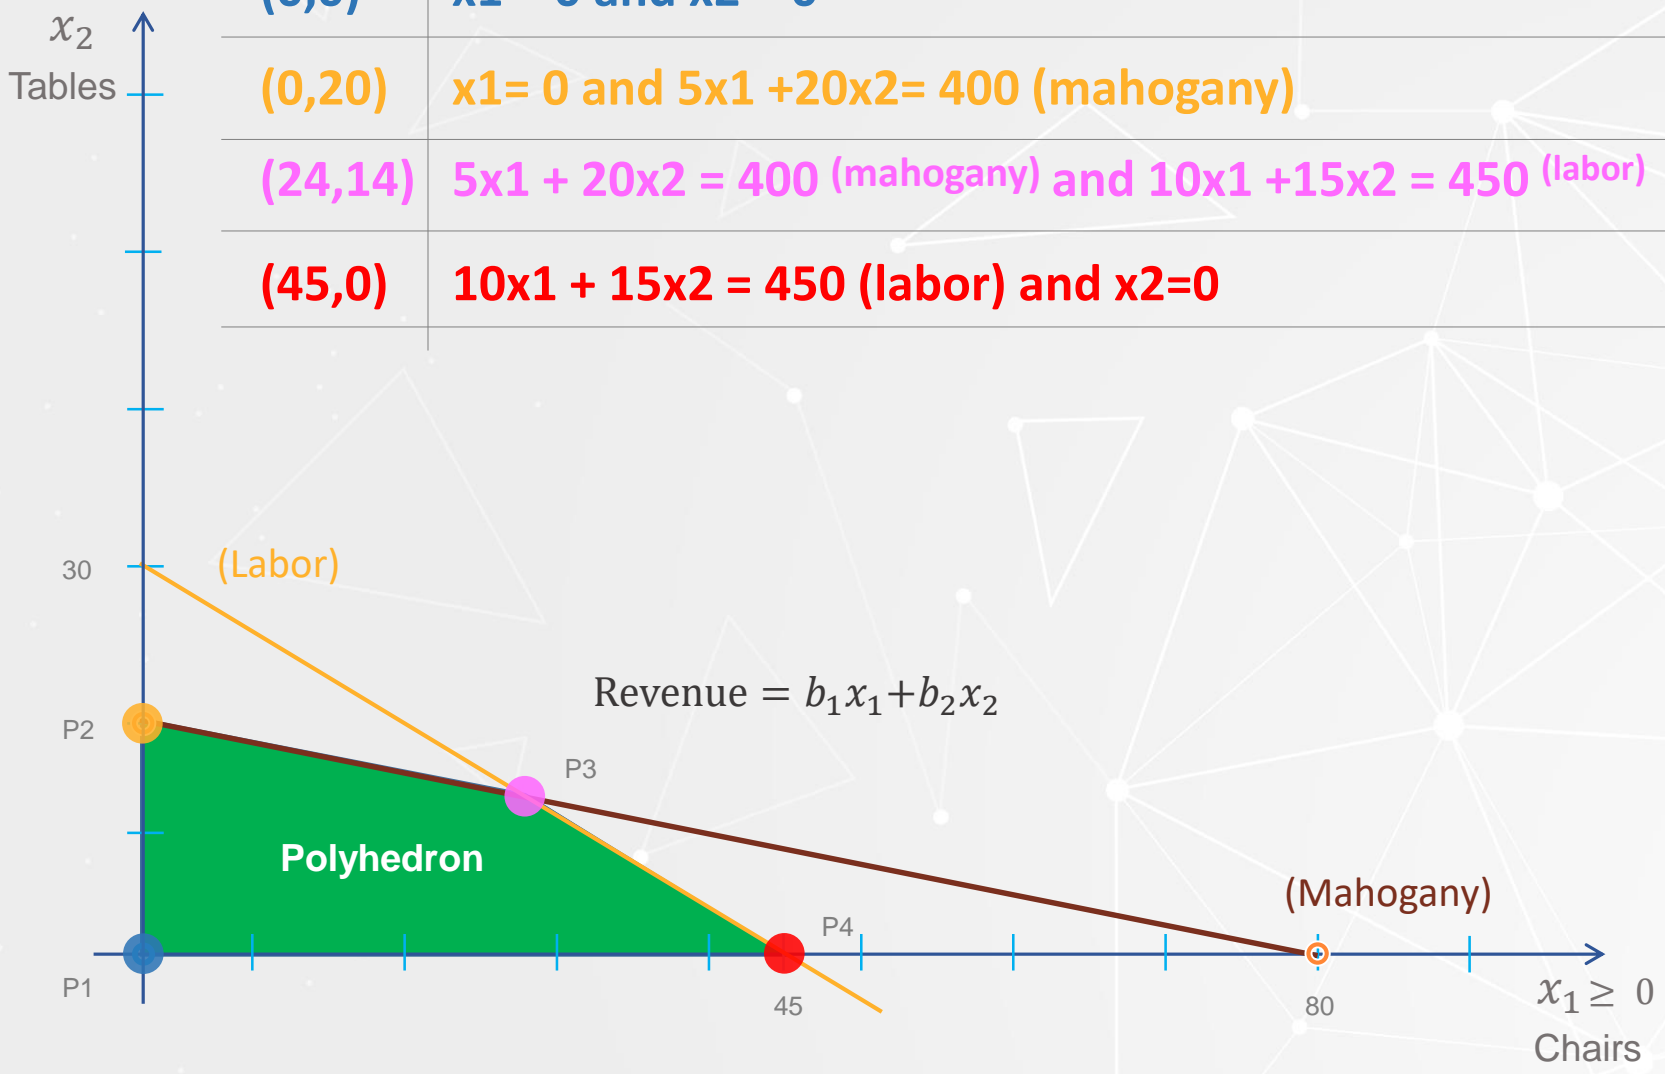 x₂
Tables
(0,20) x1= 0 and 5x1 +20x2= 400 (mahogany)
(24,14) 5x1 + 20x2 = 400 (mahogany) and 10x1 +15x2 = 450 (labor)
(45,0) 10x1 + 15x2 = 450 (labor) and x2=0
30
(Labor)
Revenue = b₁x₁+b₂x₂
P2
P3
Polyhedron
(Mahogany)
P4
P1
45
80
x₁ ≥ 0
Chairs